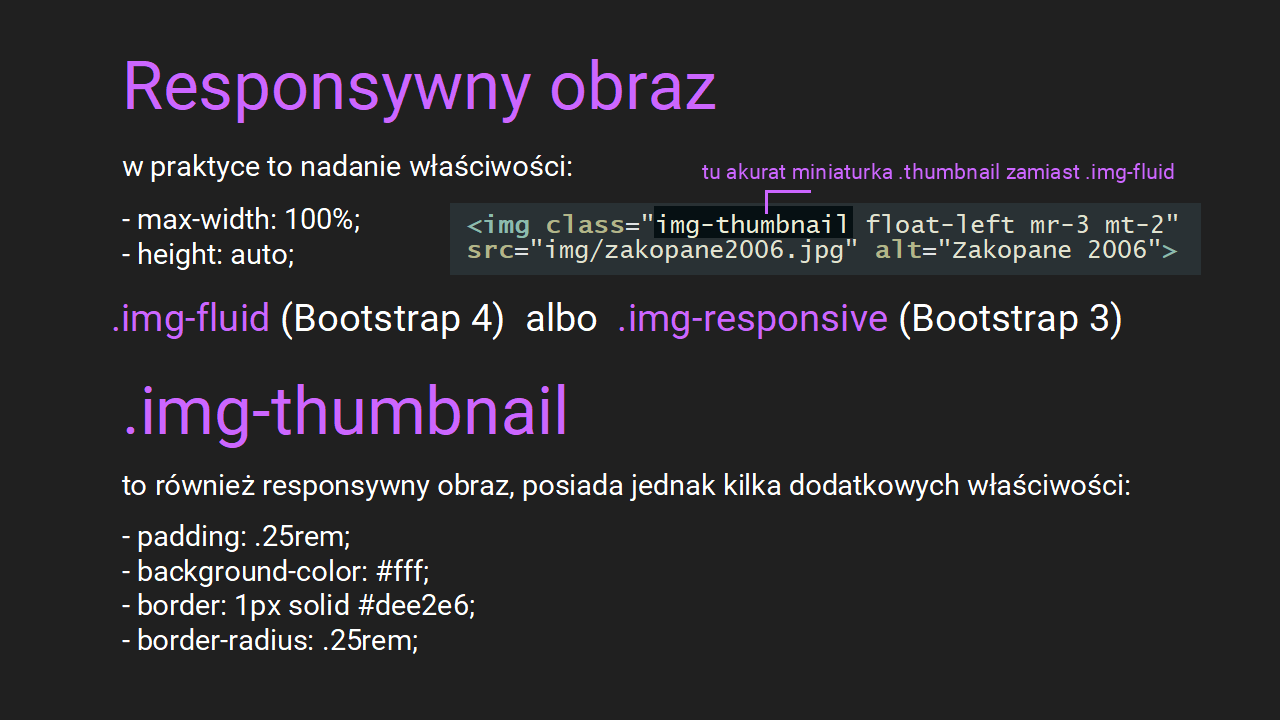 Responsywny obraz
w praktyce to nadanie właściwości:
- max-width: 100%;
- height: auto;
tu akurat miniaturka .thumbnail zamiast .img-fluid
<img class="img-thumbnail float-left mr-3 mt-2"
src="img/zakopane2006.jpg" alt="Zakopane 2006">
.img-fluid (Bootstrap 4) albo .img-responsive (Bootstrap 3)
.img-thumbnail
to również responsywny obraz, posiada jednak kilka dodatkowych właściwości:
- padding: .25rem;
- background-color: #fff;
- border: 1px solid #dee2e6;
- border-radius: .25rem;